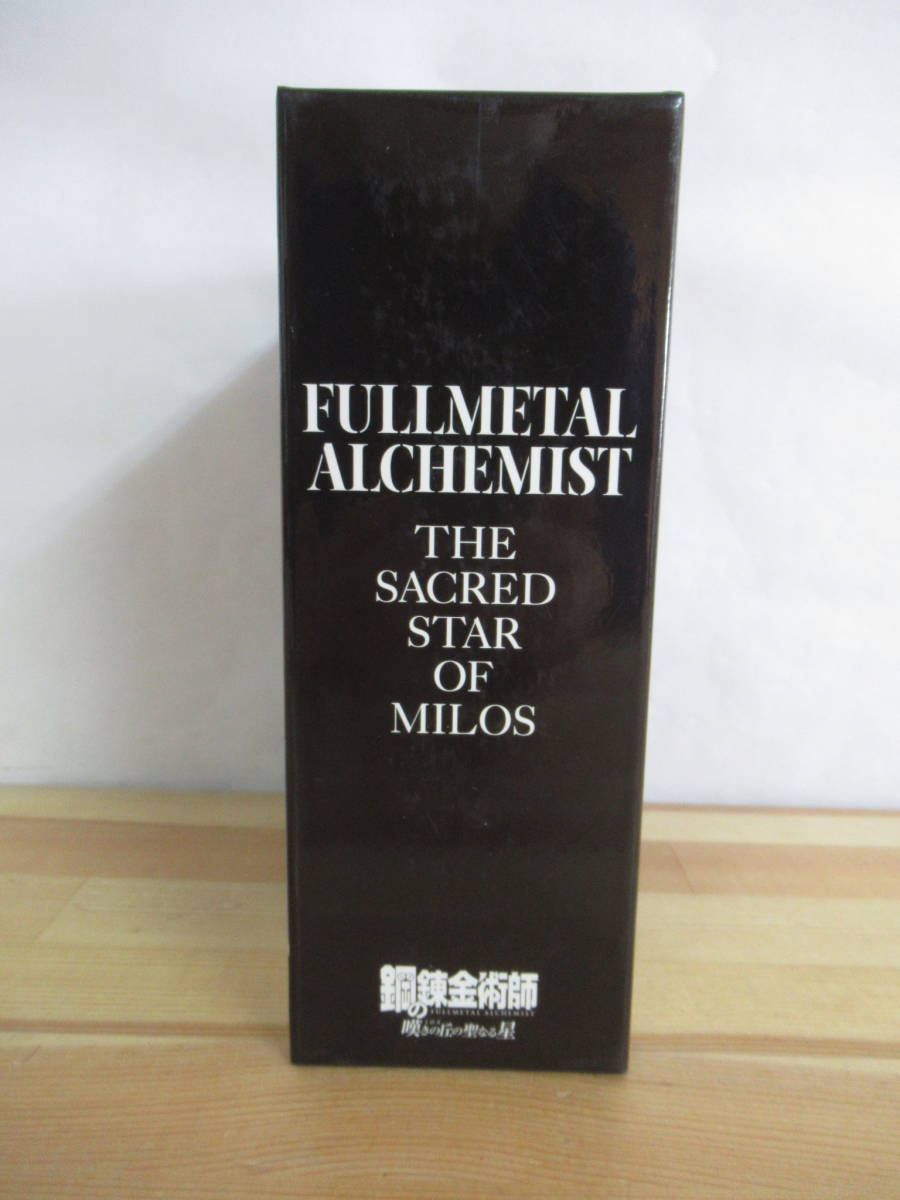 FULLMETAL
ALCHEMIST
THE
SACRED
STAR
OF
MILOS
鋼の錬金術師
FULLMETAL ALCHEMIST
嘆きの丘の聖なる星